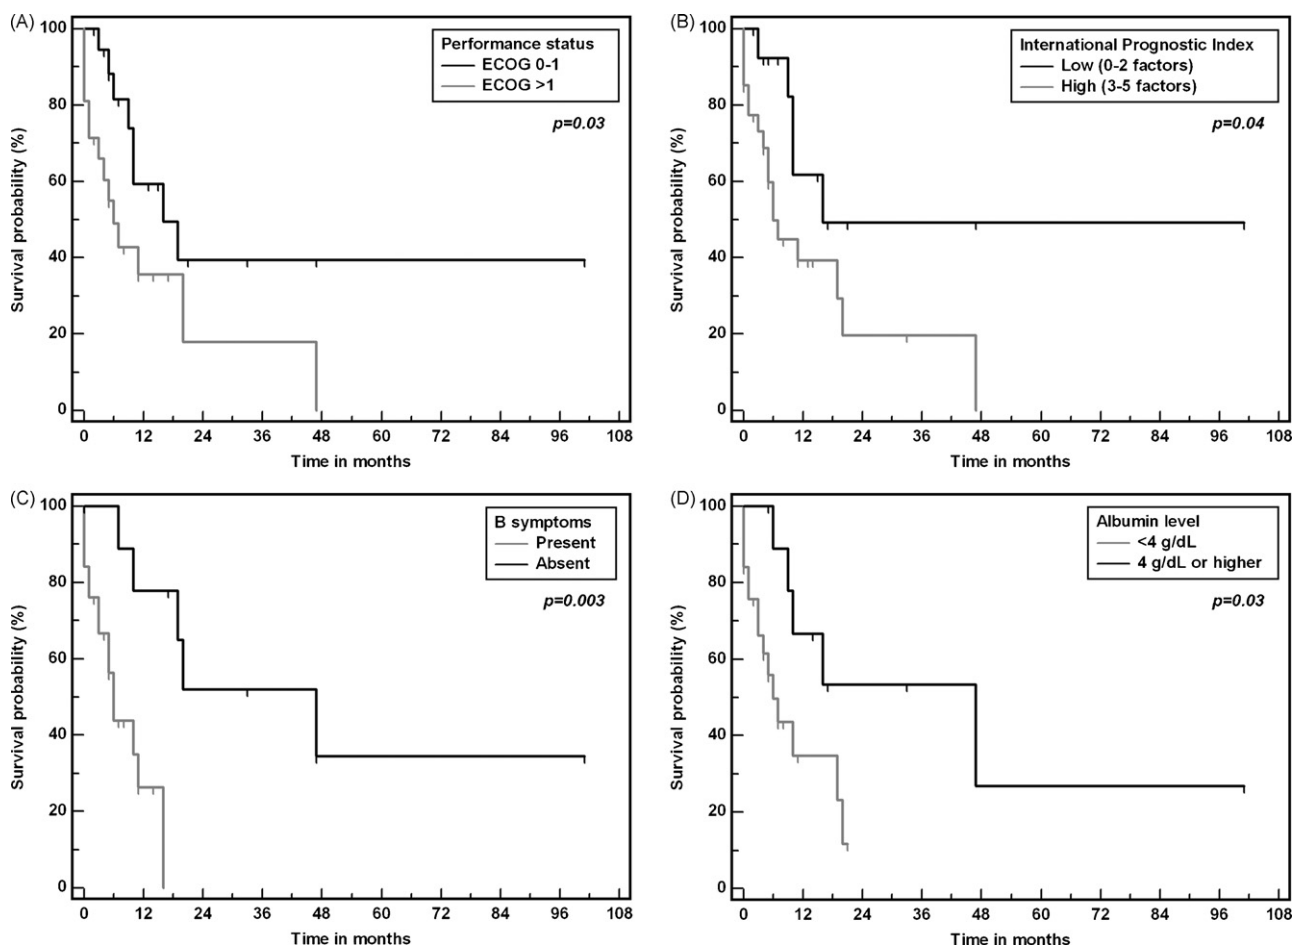 (A)
Performance status
ECOG 0-1
ECOG >1
p=0.03
Survival probability (%)
100
80
60
40
20
0
0 12 24 36 48 60 72 84 96 108
Time in months
(B)
International Prognostic Index
Low (0-2 factors)
High (3-5 factors)
p=0.04
Survival probability (%)
100
80
60
40
20
0
0 12 24 36 48 60 72 84 96 108
Time in months
(C)
B symptoms
Present
Absent
p=0.003
Survival probability (%)
100
80
60
40
20
0
0 12 24 36 48 60 72 84 96 108
Time in months
(D)
Albumin level
<4 g/dL
4 g/dL or higher
p=0.03
Survival probability (%)
100
80
60
40
20
0
0 12 24 36 48 60 72 84 96 108
Time in months